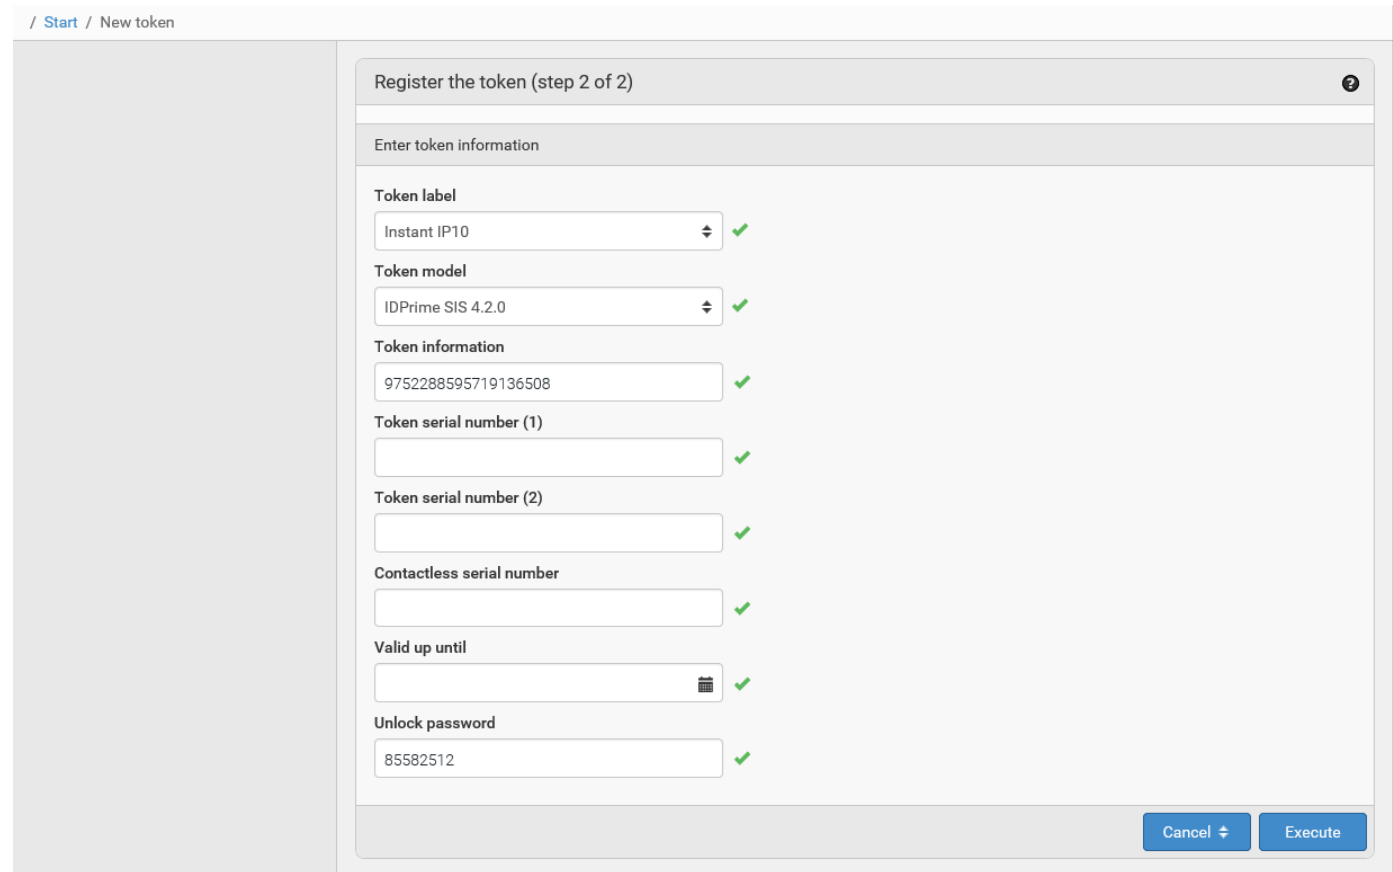 / Start / New token
Register the token (step 2 of 2)
Enter token information
Token label
Instant IP10
Token model
IDPrime SIS 4.2.0
Token information
9752288595719136508
Token serial number (1)
Token serial number (2)
Contactless serial number
Valid up until
Unlock password
85582512
Cancel Execute